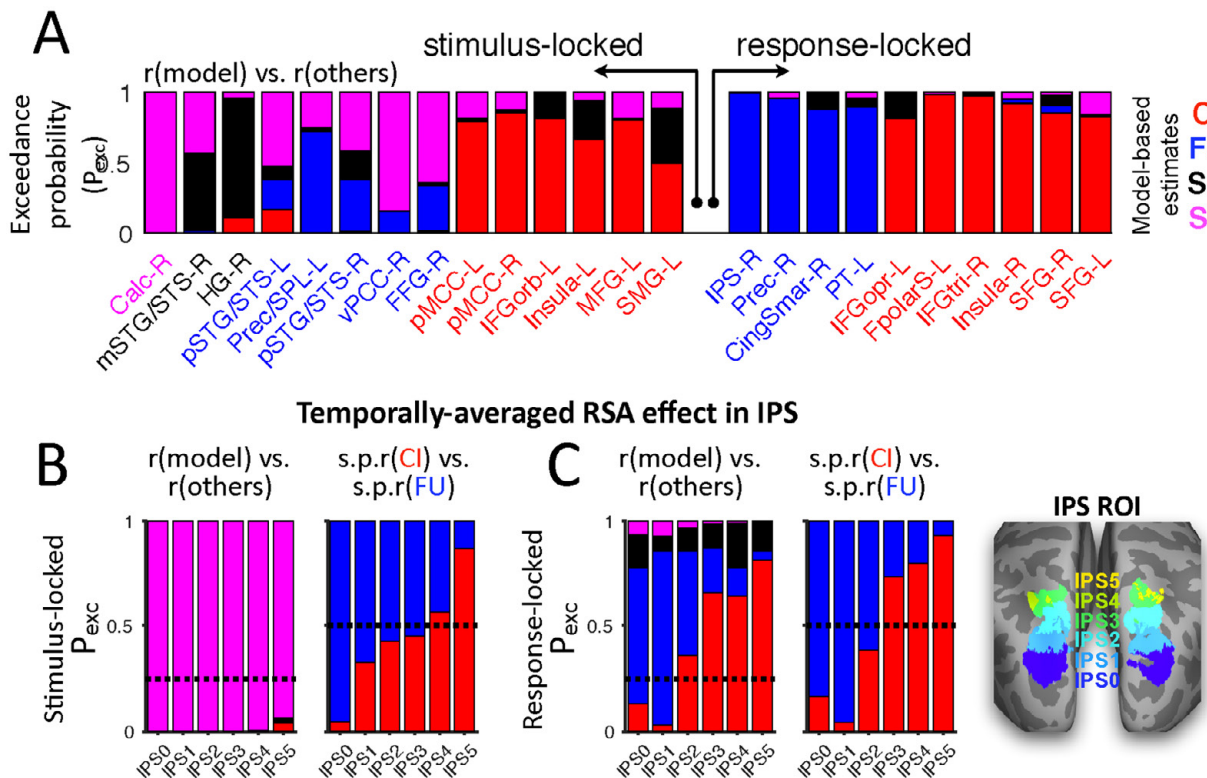 A
stimulus-locked
response-locked
r(model) vs. r(others)
Exceedance
probability
(Pexc)
1
0.5
0
Model-based
estimates
C
F
S
S
Calc-R
mSTG/STS-R
HG-R
pSTG/STS-L
Prec/SPL-L
pSTG/STS-R
vPCC-R
FFG-R
pMCC-L
pMCC-R
IFGorb-L
Insula-L
MFG-L
SMG-L
IPS-R
Prec-R
CingSmar-R
PT-L
IFGopr-L
FpolarS-L
IFGtri-R
Insula-R
SFG-R
SFG-L
Temporally-averaged RSA effect in IPS
B
r(model) vs.
r(others)
s.p.r(CI) vs.
s.p.r(FU)
Stimulus-locked
Pexc
1
0.5
0
IPS0
IPS1
IPS2
IPS3
IPS4
IPS5
IPS0
IPS1
IPS2
IPS3
IPS4
IPS5
C
r(model) vs.
r(others)
s.p.r(CI) vs.
s.p.r(FU)
Response-locked
Pexc
1
0.5
0
IPS0
IPS1
IPS2
IPS3
IPS4
IPS5
IPS0
IPS1
IPS2
IPS3
IPS4
IPS5
IPS ROI
IPS5
IPS4
IPS3
IPS2
IPS1
IPS0